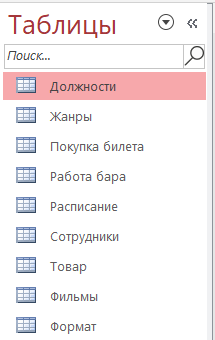 Таблицы
Поиск...
Должности
Жанры
Покупка билета
Работа бара
Расписание
Сотрудники
Товар
Фильмы
Формат